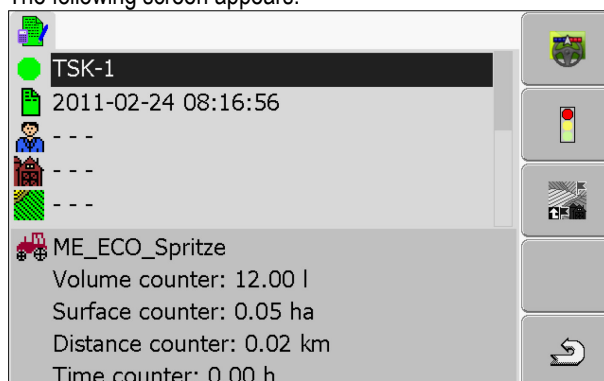 The following screen appears:
TSK-1
2011-02-24 08:16:56
- - -
- - -
- - -
ME_ECO_Spritze
Volume counter: 12.00 l
Surface counter: 0.05 ha
Distance counter: 0.02 km
Time counter: 0.00 h